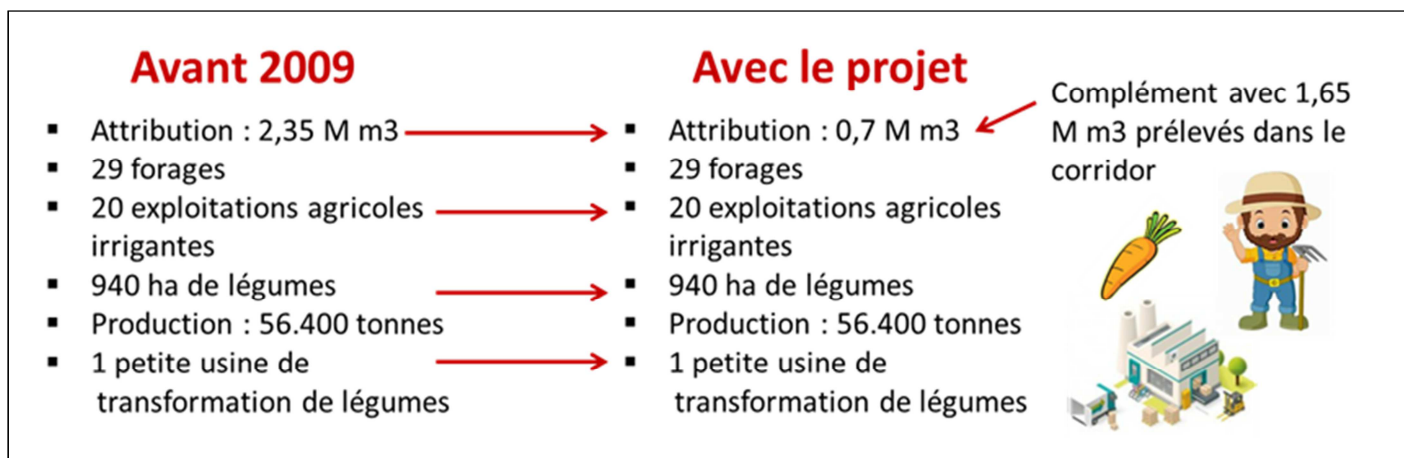 Avant 2009
▪ Attribution : 2,35 M m3
▪ 29 forages
▪ 20 exploitations agricoles
irrigantes
▪ 940 ha de légumes
▪ Production : 56.400 tonnes
▪ 1 petite usine de
transformation de légumes
Avec le projet
▪ Attribution : 0,7 M m3
▪ 29 forages
▪ 20 exploitations agricoles
irrigantes
▪ 940 ha de légumes
▪ Production : 56.400 tonnes
▪ 1 petite usine de
transformation de légumes
Complément avec 1,65
M m3 prélevés dans le
corridor